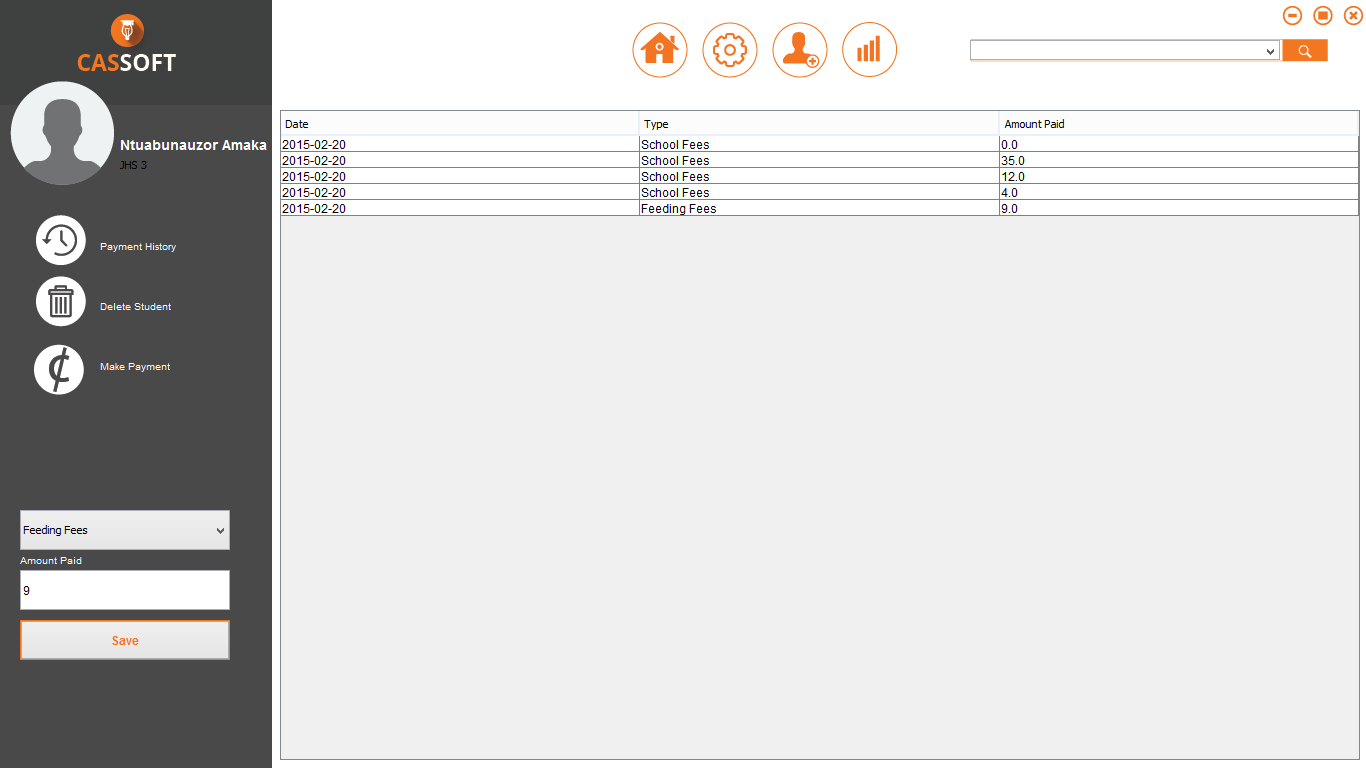 CASSOFT
Ntuabunauzor Amaka
JHS 3
Payment History
Delete Student
Make Payment
Feeding Fees
Amount Paid
9
Save
Date Type Amount Paid
2015-02-20 School Fees 0.0
2015-02-20 School Fees 35.0
2015-02-20 School Fees 12.0
2015-02-20 School Fees 4.0
2015-02-20 Feeding Fees 9.0